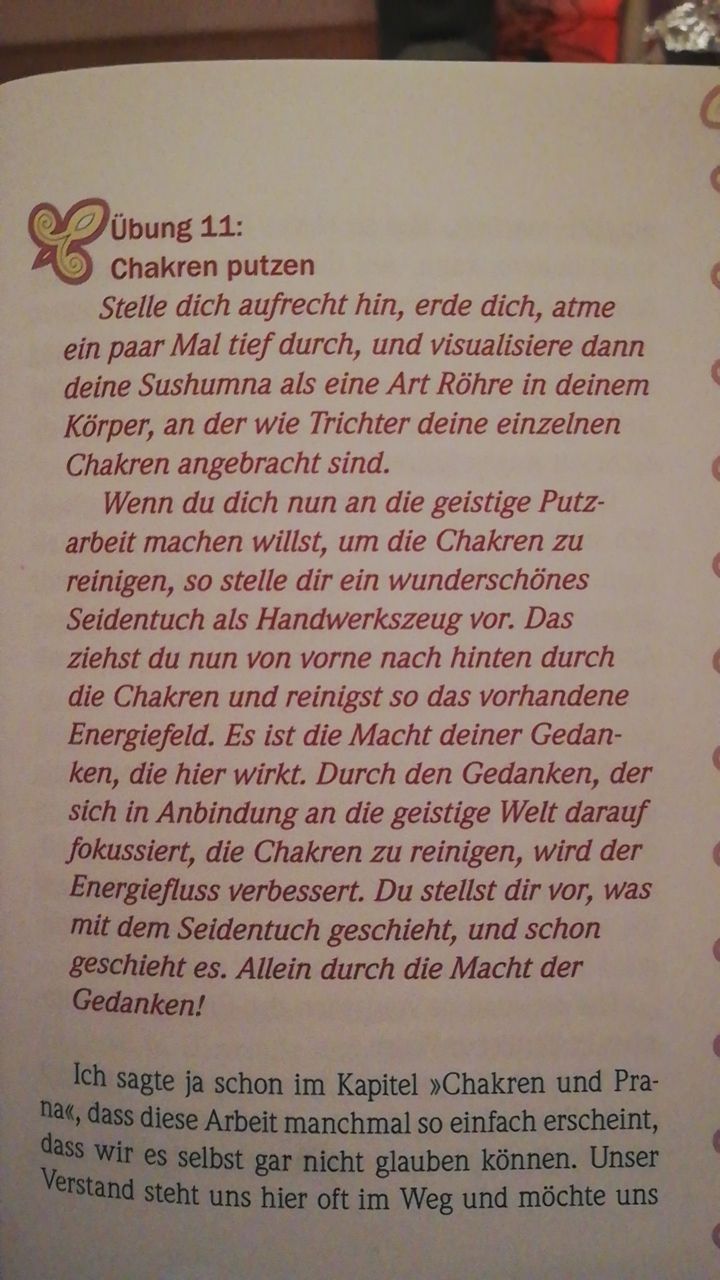 Übung 11:
Chakren putzen
Stelle dich aufrecht hin, erde dich, atme
ein paar Mal tief durch, und visualisiere dann
deine Sushumna als eine Art Röhre in deinem
Körper, an der wie Trichter deine einzelnen
Chakren angebracht sind.
Wenn du dich nun an die geistige Putz-
arbeit machen willst, um die Chakren zu
reinigen, so stelle dir ein wunderschönes
Seidentuch als Handwerkszeug vor. Das
ziehst du nun von vorne nach hinten durch
die Chakren und reinigst so das vorhandene
Energiefeld. Es ist die Macht deiner Gedan-
ken, die hier wirkt. Durch den Gedanken, der
sich in Anbindung an die geistige Welt darauf
fokussiert, die Chakren zu reinigen, wird der
Energiefluss verbessert. Du stellst dir vor, was
mit dem Seidentuch geschieht, und schon
geschieht es. Allein durch die Macht der
Gedanken!
Ich sagte ja schon im Kapitel »Chakren und Pra-
na«, dass diese Arbeit manchmal so einfach erscheint,
dass wir es selbst gar nicht glauben können. Unser
Verstand steht uns hier oft im Weg und möchte uns